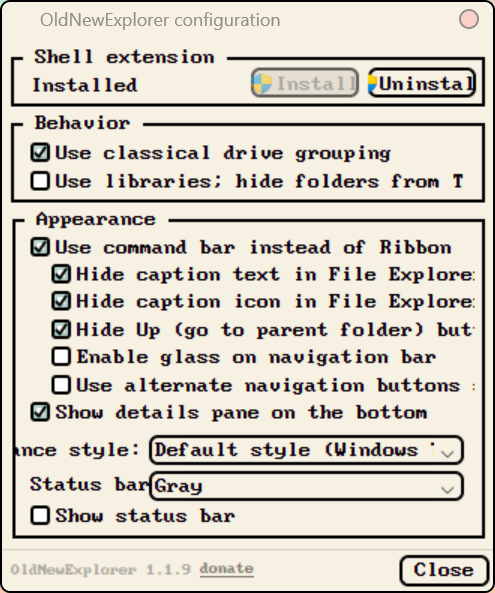 OldNewExplorer configuration
Shell extension
Installed Install Uninstal
Behavior
Use classical drive grouping
Use libraries; hide folders from T
Appearance
Use command bar instead of Ribbon
Hide caption text in File Explore
Hide caption icon in File Explore
Hide Up (go to parent folder) but
Enable glass on navigation bar
Use alternate navigation buttons
Show details pane on the bottom
ance style: Default style (Windows
Status bar Gray
Show status bar
OldNewExplorer 1.1.9 donate Close